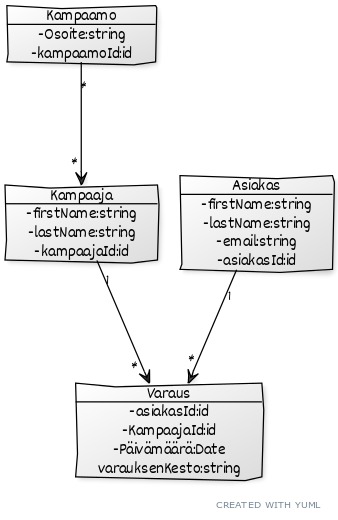 Kampaamo
-Osoite:string
-kampaamoId:id
*
*
Kampaaja
-firstName:string
-lastName:string
-kampaajaId:id
Asiakas
-firstName:string
-lastName:string
-email:string
-asiakasId:id
1
1
*
*
Varaus
-asiakasId:id
-KampaajaId:id
-Päivämäärä:Date
varauksenKesto:string
CREATED WITH YUML